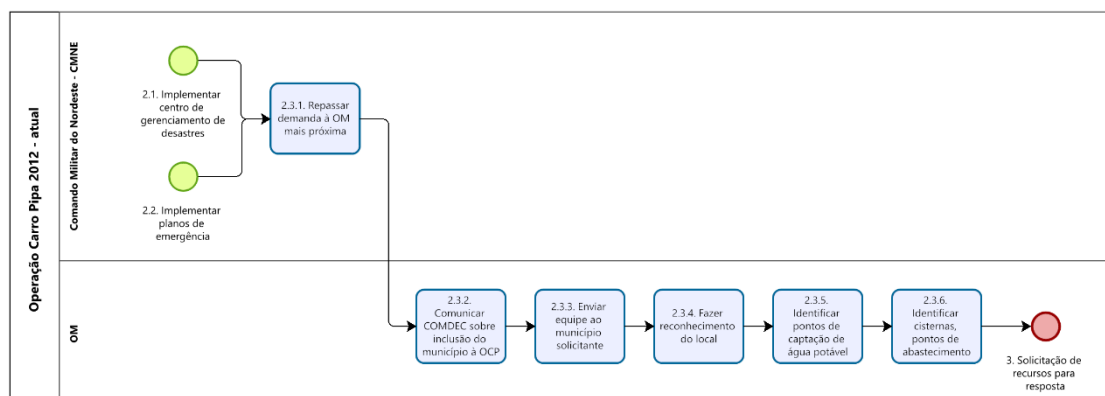 Operação Carro Pipa 2012 - atual
Comando Militar do Nordeste - CMNE
2.1. Implementar
centro de
gerenciamento de
desastres
2.2. Implementar
planos de
emergência
2.3.1. Repassar
demanda à OM
mais próxima
OM
2.3.2.
Comunicar
COMDEC sobre
inclusão do
município à OCP
2.3.3. Enviar
equipe ao
município
solicitante
2.3.4. Fazer
reconhecimento
do local
2.3.5.
Identificar
pontos de
captação de
água potável
2.3.6.
Identificar
cisternas,
pontos de
abastecimento
3. Solicitação de
recursos para
resposta